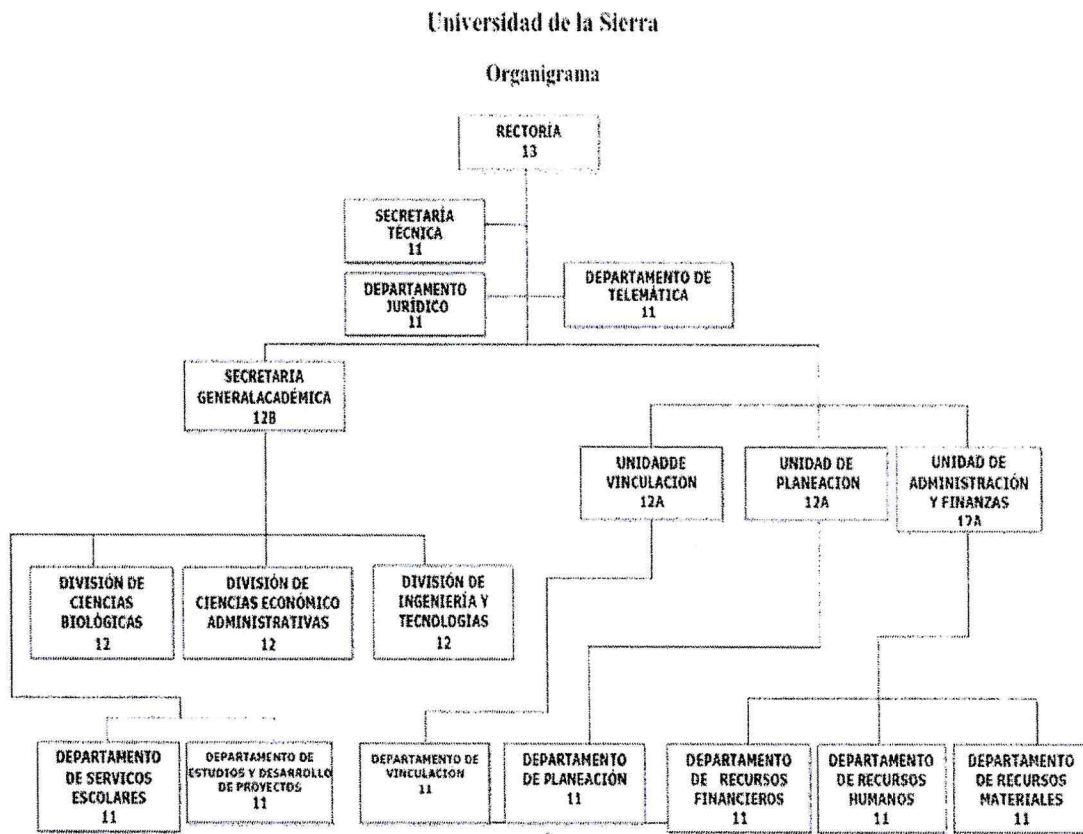 Universidad de la Sierra
Organigrama
RECTORÍA
13
SECRETARÍA
TÉCNICA
11
DEPARTAMENTO
JURÍDICO
11
DEPARTAMENTO DE
TELEMÁTICA
11
SECRETARIA
GENERALACADÉMICA
12B
UNIDADDE
VINCULACION
12A
UNIDAD DE
PLANEACION
12A
UNIDAD DE
ADMINISTRACIÓN
Y FINANZAS
12A
DIVISIÓN DE
CIENCIAS
BIOLÓGICAS
12
DIVISIÓN DE
CIENCIAS ECONÓMICO
ADMINISTRATIVAS
12
DIVISIÓN DE
INGENIERÍA Y
TECNOLOGIAS
12
DEPARTAMENTO
DE SERVICOS
ESCOLARES
11
DEPARTAMENTO DE
ESTUDIOS Y DESARROLLO
DE PROYECTOS
11
DEPARTAMENTO DE
VINCULACION
11
DEPARTAMENTO
DE PLANEACIÓN
11
DEPARTAMENTO
DE RECURSOS
FINANCIEROS
11
DEPARTAMENTO
DE RECURSOS
HUMANOS
11
DEPARTAMENTO
DE RECURSOS
MATERIALES
11